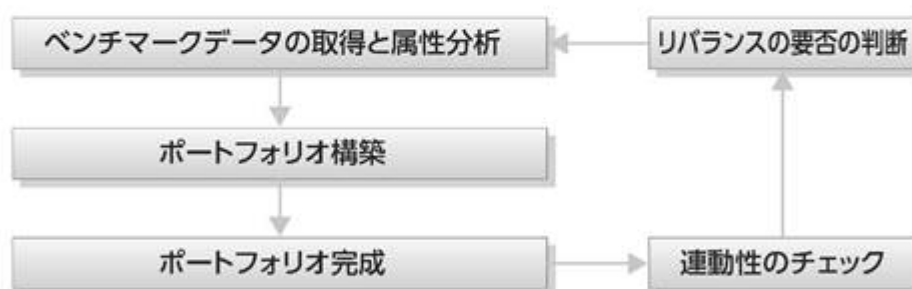 ベンチマークデータの取得と属性分析
リバランスの要否の判断
ポートフォリオ構築
ポートフォリオ完成
連動性のチェック